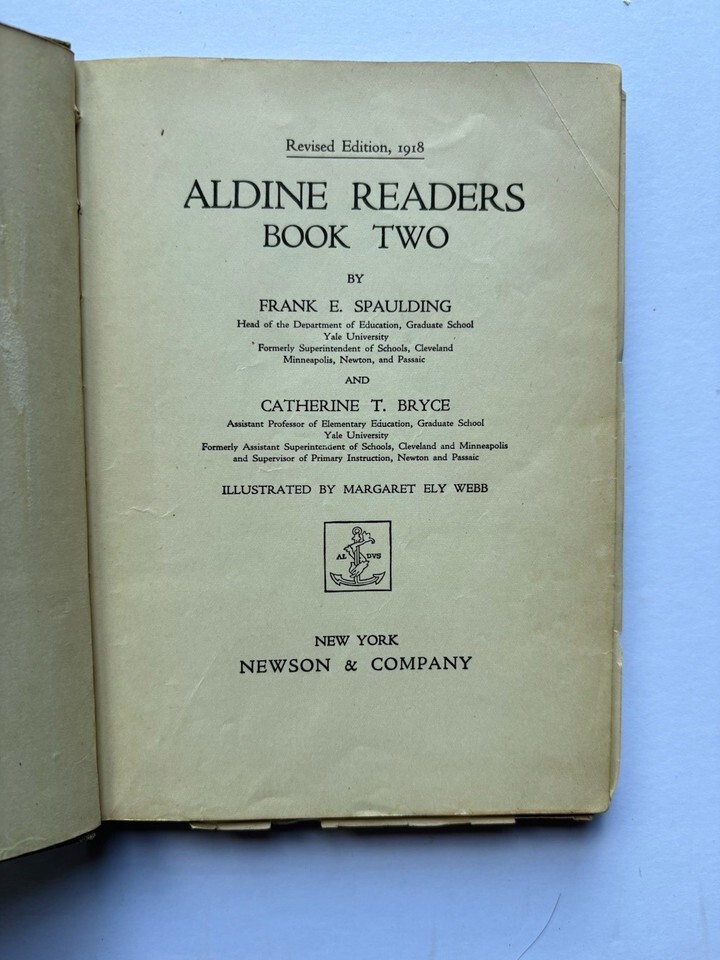 Revised Edition, 1918
ALDINE READERS
BOOK TWO
BY
FRANK E. SPAULDING
Head of the Department of Education, Graduate School
Yale University
Formerly Superintendent of Schools, Cleveland
Minneapolis, Newton, and Passaic
AND
CATHERINE T. BRYCE
Assistant Professor of Elementary Education, Graduate School
Yale University
Formerly Assistant Superintendent of Schools, Cleveland and Minneapolis
and Supervisor of Primary Instruction, Newton and Passaic
ILLUSTRATED BY MARGARET ELY WEBB
AL DVS
NEW YORK
NEWSON & COMPANY